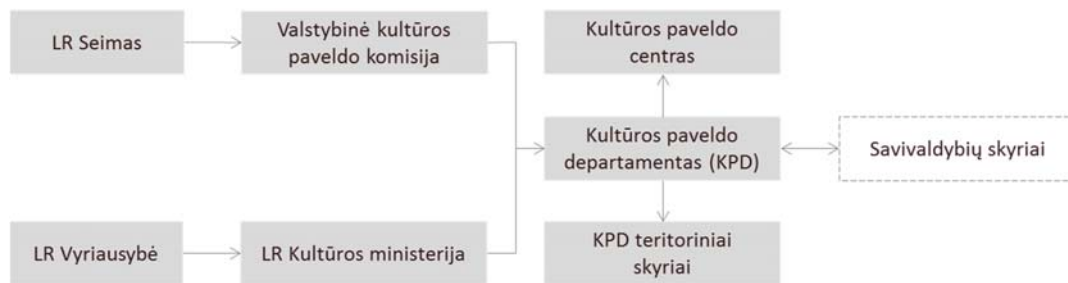 LR Seimas
Valstybinė kultūros
paveldo komisija
Kultūros paveldo
centras
Kultūros paveldo
departamentas (KPD)
Savivaldybių skyriai
LR Vyriausybė
LR Kultūros ministerija
KPD teritoriniai
skyriai